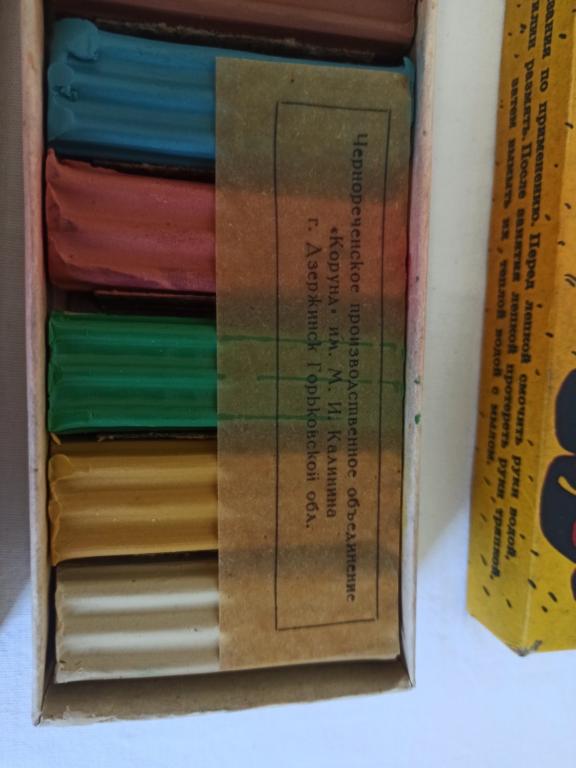 Чернореченское производственное объединение
«Корунд» им. М. И. Калинина
г. Дзержинск Горьковской обл.
по применению. Перед лепкой смочить руки водой,
размять. После занятия лепкой протереть руки тряпкой,
затем вымыть их теплой водой с мылом.